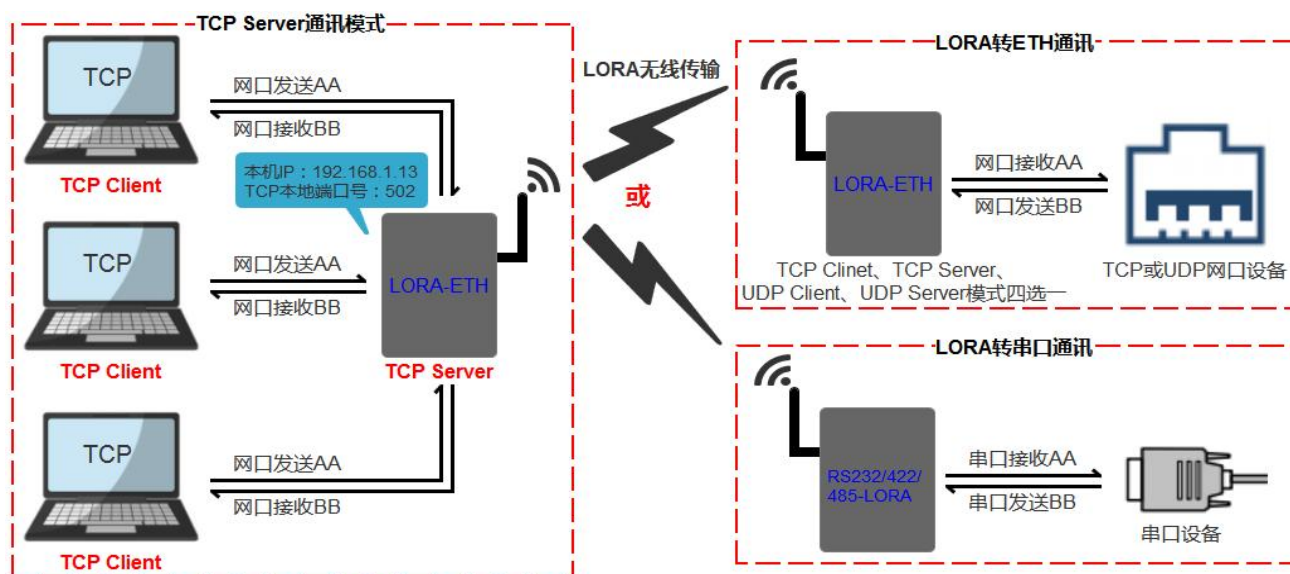 TCP Server通讯模式
TCP
网口发送AA
网口接收BB
TCP Client
本机IP：192.168.1.13
TCP本地端口号：502
TCP
网口发送AA
网口接收BB
TCP Client
LORA-ETH
TCP Server
TCP
网口发送AA
网口接收BB
TCP Client
LORA无线传输
或
LORA转ETH通讯
LORA-ETH
网口接收AA
网口发送BB
TCP Clinet、TCP Server、
UDP Client、UDP Server模式四选一
TCP或UDP网口设备
LORA转串口通讯
RS232/422/
485-LORA
串口接收AA
串口发送BB
串口设备